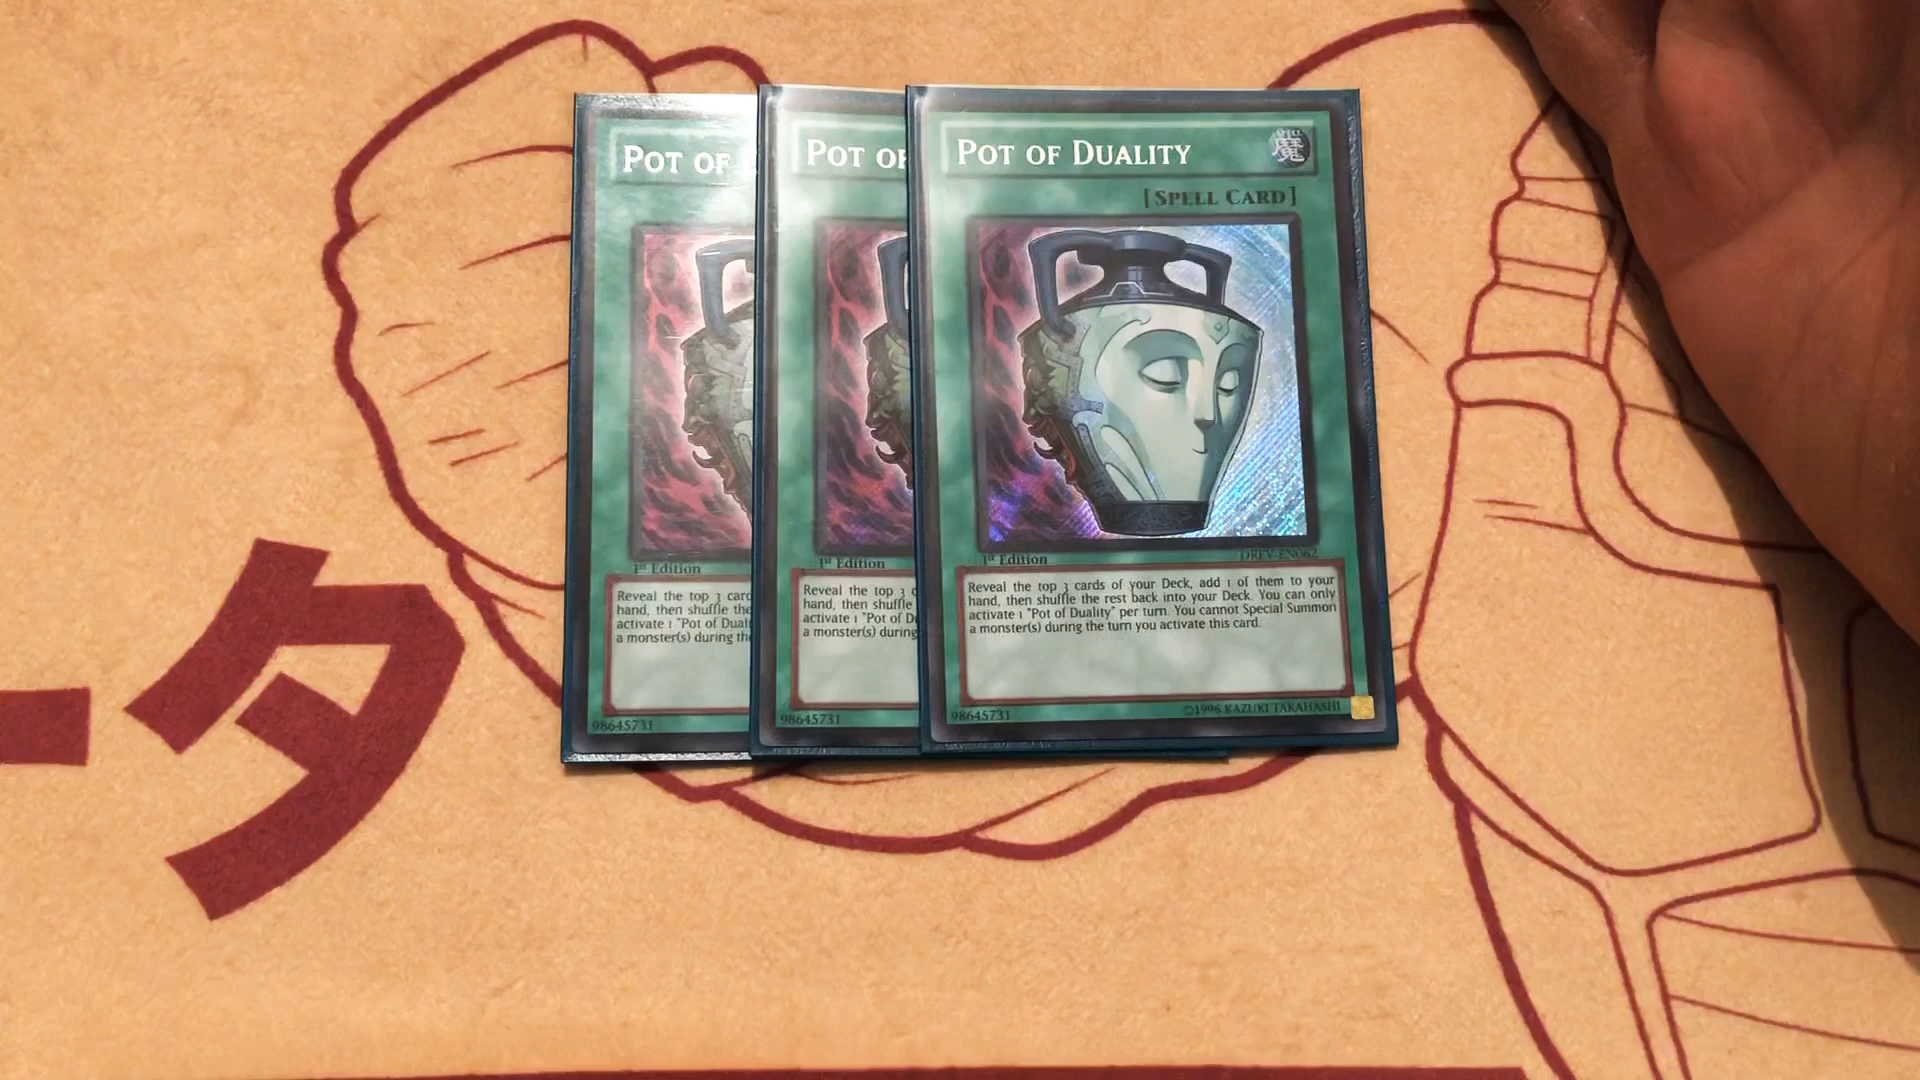 POT OF
POT OF
POT OF DUALITY
魔
[SPELL CARD]
1st Edition
1st Edition
1st Edition
DREV-EN062
Reveal the top 3
hand, then shuffle the
activate 1 "Pot of
a monster(s) during
98645731
Reveal the top 3
hand, then shuffle
activate 1 "Pot of
a monster(s) during
98645731
Reveal the top 3 cards of your Deck, add 1 of them to your
hand, then shuffle the rest back into your Deck. You can only
activate 1 "Pot of Duality" per turn. You cannot Special Summon
a monster(s) during the turn you activate this card.
98645731
©1996 KAZUKI TAKAHASHI
ータ